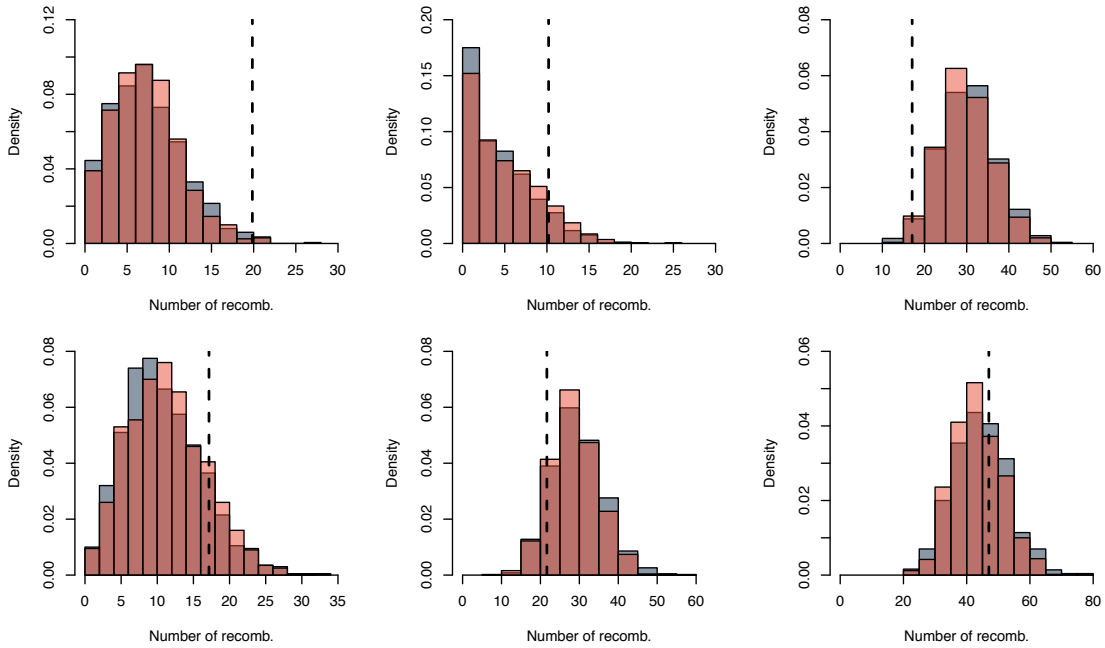 0.00 0.04 0.08 0.12
Density
0 5 10 15 20 25 30
Number of recomb.
0.00 0.05 0.10 0.15 0.20
Density
0 5 10 15 20 25 30
Number of recomb.
0.00 0.02 0.04 0.06 0.08
Density
0 10 20 30 40 50 60
Number of recomb.
0.00 0.02 0.04 0.06 0.08
Density
0 5 10 15 20 25 30 35
Number of recomb.
0.00 0.02 0.04 0.06 0.08
Density
0 10 20 30 40 50 60
Number of recomb.
0.00 0.02 0.04 0.06
Density
0 20 40 60 80
Number of recomb.